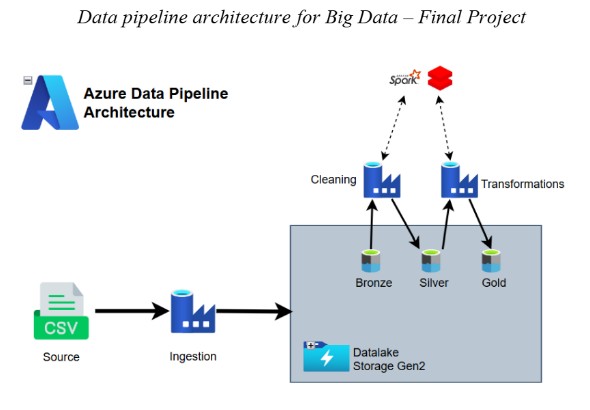 Data pipeline architecture for Big Data – Final Project
Azure Data Pipeline
Architecture
APACHE
Spark
Cleaning
Transformations
Bronze
Silver
Gold
CSV
Source
Ingestion
Datalake
Storage Gen2